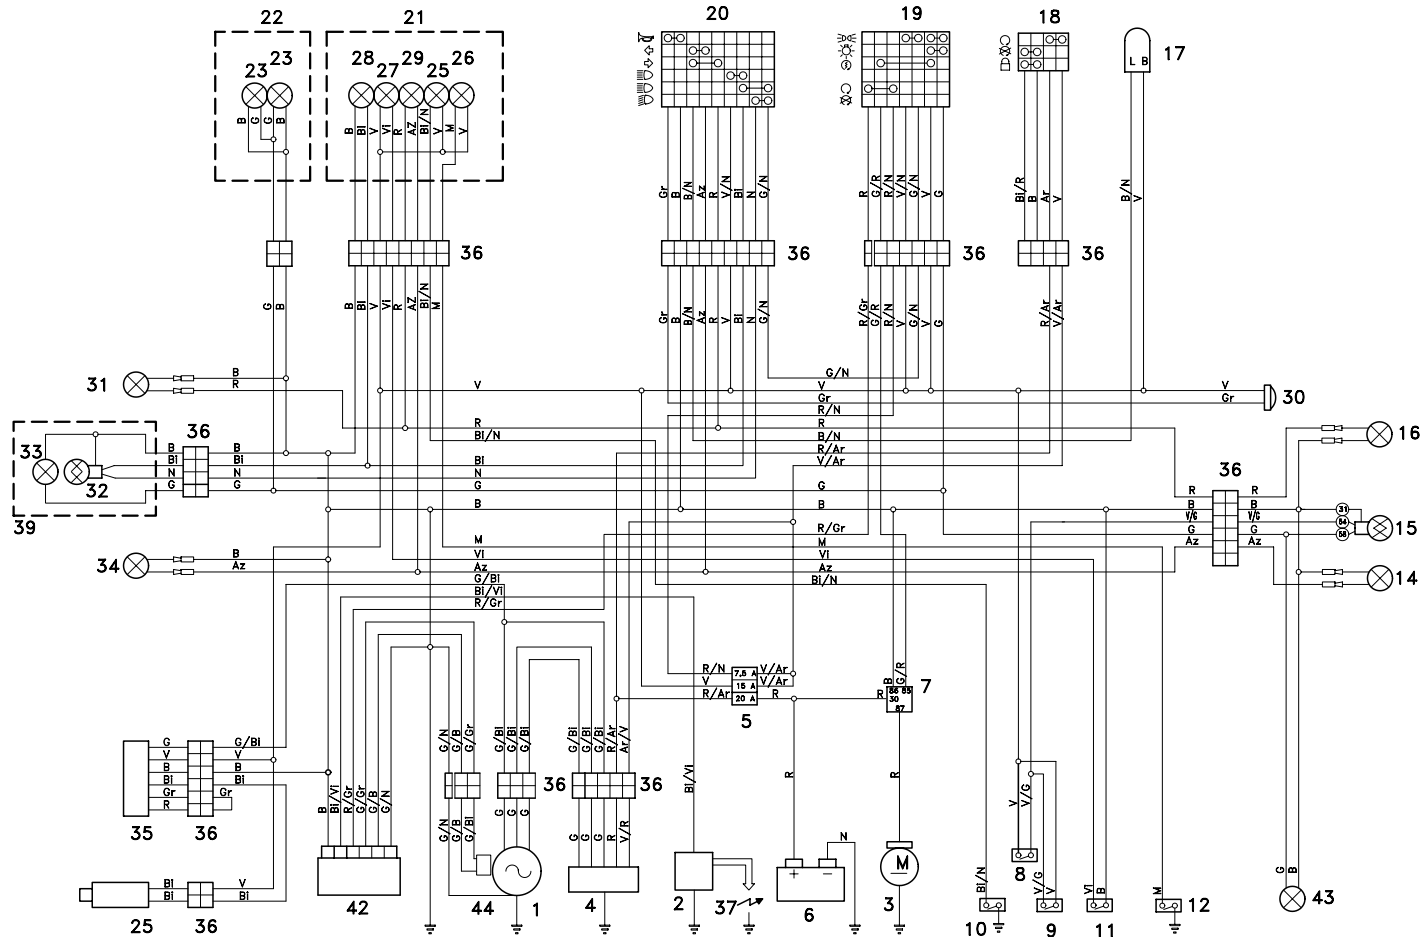 22 21 20 19 18
17
23 23 28 27 29 25 26
L B
B G G B B Bi V Vi R AZ Bi/N V M V
Gr B B/N Az R V/N Bi N G/N R G/R R/N V/N G/N V G Bi/R B Ar V B/N V
36 36 36 36
G B B Bi V Vi R AZ Bi/N M Gr B B/N Az R V Bi N G/N R/Gr G/R R/N V G/N V G R/Ar V/Ar
31 B G/N
R V V V
Gr Gr 30
R/N
36 R R 16
33 B B Bi/N B/N
Bi Bi R/Ar
32 N N Bi V/Ar 36
G G N
39 G G R R
B B B B 31
V/G V/G 54 15
R/Gr G G 58
34 B M M Az Az
Az Vi Vi
Az Az 14
G/Bi Bi/N
Bi/Vi
R/Gr
R/N 7,5 A V/Ar B G/R 7
V 15 A V/Ar 86 85
R/Ar 20 A R R 30
5 87
G G/Bi G/N G/B G/Gr G/Bi G/Bi G/Bi G/Bi G/Bi G/Bi R/Ar Ar/V
V V
B B 36 36 R R
Bi Bi Bi/Vi
Gr Gr
R
35 36 B Bi/Vi R/Gr G/Gr G/B G/N G/N G/B G/Bi G G G G G G R V/R V V/G
N
M 8 G B
Bi V + − Bi/N V/G V Vi B M
Bi Bi 12 43
25 36 42 44 1 4 2 37 6 3 10 9 11